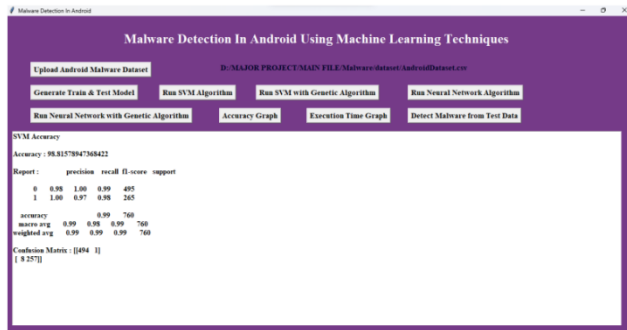 Malware Detection In Android
Malware Detection In Android Using Machine Learning Techniques
Upload Android Malware Dataset
D:/MAJOR PROJECT/MAIN FILE/Malware/dataset/AndroidDataset.csv
Generate Train & Test Model
Run SVM Algorithm
Run SVM with Genetic Algorithm
Run Neural Network Algorithm
Run Neural Network with Genetic Algorithm
Accuracy Graph
Execution Time Graph
Detect Malware from Test Data
SVM Accuracy
Accuracy : 98.81578947368422
Report : precision recall f1-score support
0 0.98 1.00 0.99 495
1 1.00 0.97 0.98 265
accuracy 0.99 760
macro avg 0.99 0.98 0.99 760
weighted avg 0.99 0.99 0.99 760
Confusion Matrix : [[494 1]
[ 8 257]]